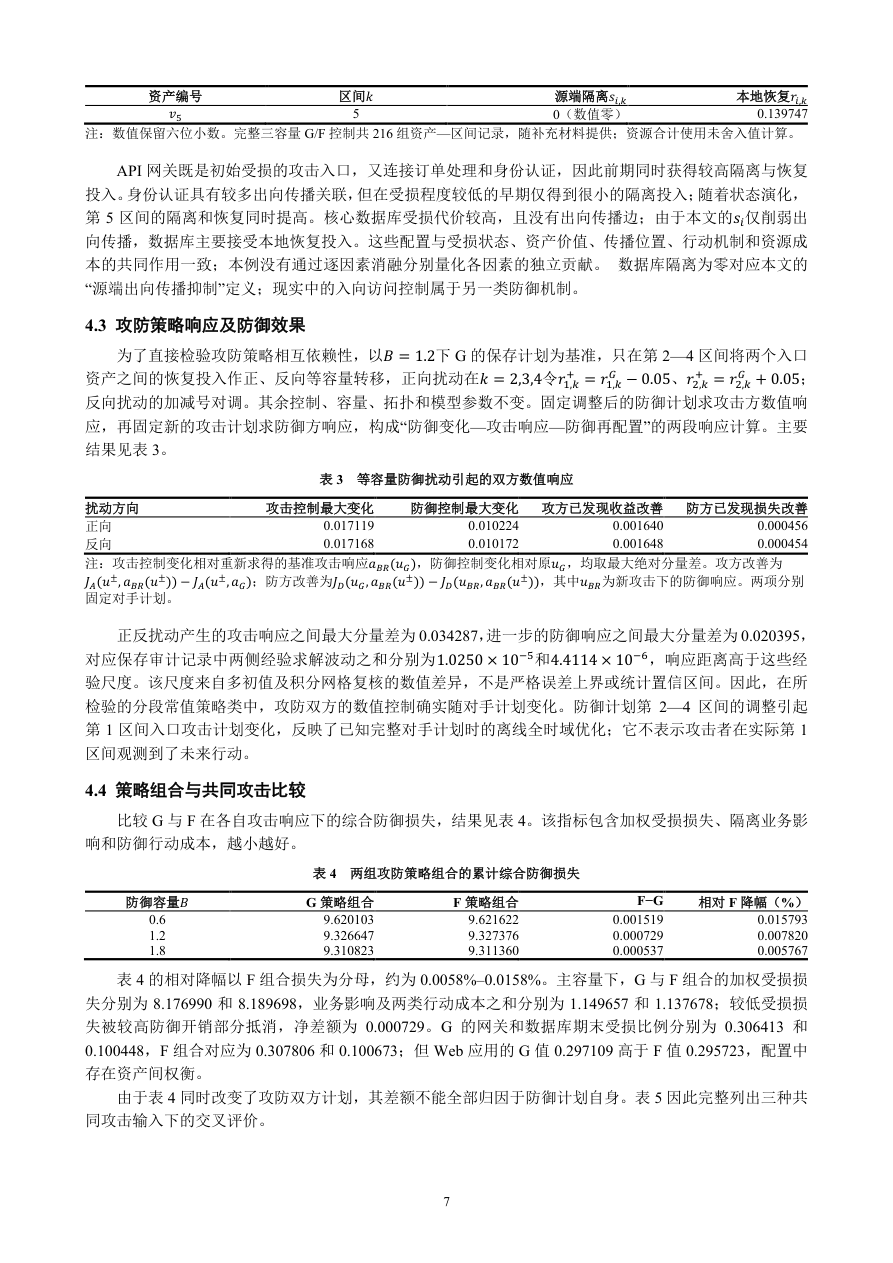 资产编号 区间k 源端隔离s_{i,k} 本地恢复r_{i,k}
v₅ 5 0（数值零） 0.139747
注：数值保留六位小数。完整三容量 G/F 控制共 216 组资产—区间记录，随补充材料提供；资源合计使用未舍入值计算。
API 网关既是初始受损的攻击入口，又连接订单处理和身份认证，因此前期同时获得较高隔离与恢复
投入。身份认证具有较多出向传播关联，但在受损程度较低的早期仅得到很小的隔离投入；随着状态演化，
第 5 区间的隔离和恢复同时提高。核心数据库受损代价较高，且没有出向传播边；由于本文的s_i仅削弱出
向传播，数据库主要接受本地恢复投入。这些配置与受损状态、资产价值、传播位置、行动机制和资源成
本的共同作用一致；本例没有通过逐因素消融分别量化各因素的独立贡献。 数据库隔离为零对应本文的
“源端出向传播抑制”定义；现实中的入向访问控制属于另一类防御机制。
4.3 攻防策略响应及防御效果
为了直接检验攻防策略相互依赖性，以B = 1.2下 G 的保存计划为基准，只在第 2—4 区间将两个入口
资产之间的恢复投入作正、反向等容量转移，正向扰动在k = 2,3,4令r_{1,k}^+ = r_{1,k}^G − 0.05、r_{2,k}^+ = r_{2,k}^G + 0.05；
反向扰动的加减号对调。其余控制、容量、拓扑和模型参数不变。固定调整后的防御计划求攻击方数值响
应，再固定新的攻击计划求防御方响应，构成“防御变化—攻击响应—防御再配置”的两段响应计算。主要
结果见表 3。
表 3 等容量防御扰动引起的双方数值响应
扰动方向 攻击控制最大变化 防御控制最大变化 攻方已发现收益改善 防方已发现损失改善
正向 0.017119 0.010224 0.001640 0.000456
反向 0.017168 0.010172 0.001648 0.000454
注：攻击控制变化相对重新求得的基准攻击响应a_{BR}(u_G)，防御控制变化相对原u_G，均取最大绝对分量差。攻方改善为
J_A(u^±, a_{BR}(u^±)) − J_A(u^±, a_G)；防方改善为J_D(u_G, a_{BR}(u^±)) − J_D(u_{BR}, a_{BR}(u^±))，其中u_{BR}为新攻击下的防御响应。两项分别
固定对手计划。
正反扰动产生的攻击响应之间最大分量差为 0.034287，进一步的防御响应之间最大分量差为 0.020395，
对应保存审计记录中两侧经验求解波动之和分别为1.0250 × 10⁻⁵和4.4114 × 10⁻⁶，响应距离高于这些经
验尺度。该尺度来自多初值及积分网格复核的数值差异，不是严格误差上界或统计置信区间。因此，在所
检验的分段常值策略类中，攻防双方的数值控制确实随对手计划变化。防御计划第 2—4 区间的调整引起
第 1 区间入口攻击计划变化，反映了已知完整对手计划时的离线全时域优化；它不表示攻击者在实际第 1
区间观测到了未来行动。
4.4 策略组合与共同攻击比较
比较 G 与 F 在各自攻击响应下的综合防御损失，结果见表 4。该指标包含加权受损损失、隔离业务影
响和防御行动成本，越小越好。
表 4 两组攻防策略组合的累计综合防御损失
防御容量B G 策略组合 F 策略组合 F−G 相对 F 降幅（%）
0.6 9.620103 9.621622 0.001519 0.015793
1.2 9.326647 9.327376 0.000729 0.007820
1.8 9.310823 9.311360 0.000537 0.005767
表 4 的相对降幅以 F 组合损失为分母，约为 0.0058%–0.0158%。主容量下，G 与 F 组合的加权受损损
失分别为 8.176990 和 8.189698，业务影响及两类行动成本之和分别为 1.149657 和 1.137678；较低受损损
失被较高防御开销部分抵消，净差额为 0.000729。G 的网关和数据库期末受损比例分别为 0.306413 和
0.100448，F 组合对应为 0.307806 和 0.100673；但 Web 应用的 G 值 0.297109 高于 F 值 0.295723，配置中
存在资产间权衡。
由于表 4 同时改变了攻防双方计划，其差额不能全部归因于防御计划自身。表 5 因此完整列出三种共
同攻击输入下的交叉评价。
7